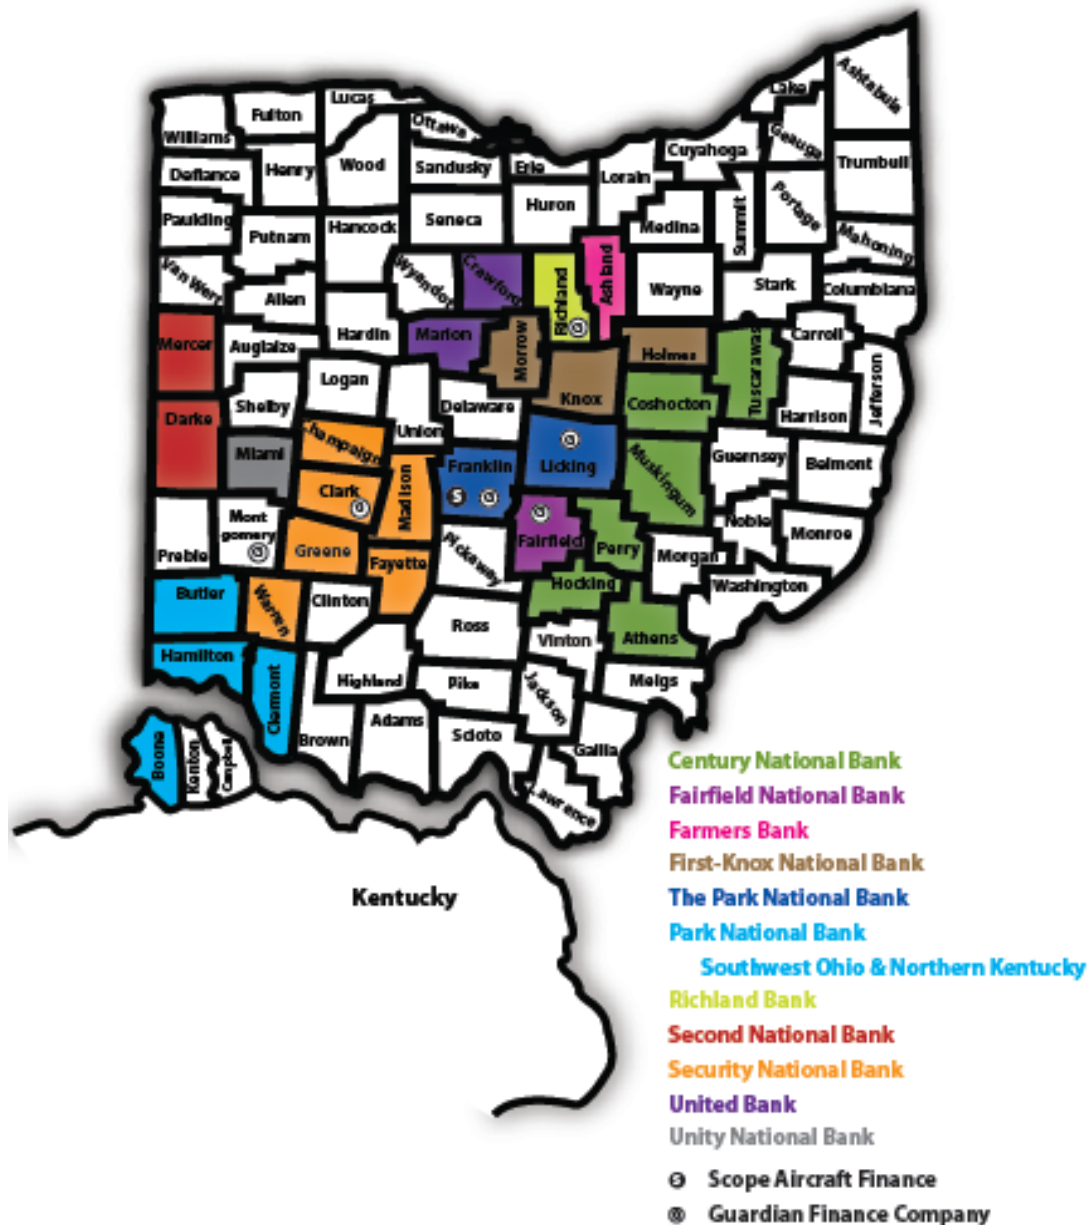 Williams
Fulton
Lucas
Ottawa
Lake
Ashtabula
Defiance
Henry
Wood
Sandusky
Erie
Lorain
Cuyahoga
Geauga
Trumbull
Paulding
Putnam
Hancock
Seneca
Huron
Medina
Summit
Portage
Mahoning
Van Wert
Allen
Wyandot
Crawford
Richland
Ashland
Wayne
Stark
Columbiana
Mercer
Auglaize
Hardin
Marion
Morrow
Holmes
Tuscarawas
Carroll
Jefferson
Darke
Shelby
Logan
Union
Delaware
Knox
Coshocton
Harrison
Miami
Champaign
Clark
Madison
Franklin
Licking
Muskingum
Guernsey
Belmont
Preble
Mont
gomery
Greene
Fayette
Pickaway
Fairfield
Perry
Morgan
Noble
Monroe
Butler
Warren
Clinton
Ross
Hocking
Athens
Washington
Hamilton
Clermont
Highland
Pike
Vinton
Jackson
Meigs
Brown
Adams
Scioto
Gallia
Lawrence
Boone
Kenton
Campbell
Kentucky
Century National Bank
Fairfield National Bank
Farmers Bank
First-Knox National Bank
The Park National Bank
Park National Bank
Southwest Ohio & Northern Kentucky
Richland Bank
Second National Bank
Security National Bank
United Bank
Unity National Bank
S Scope Aircraft Finance
G Guardian Finance Company